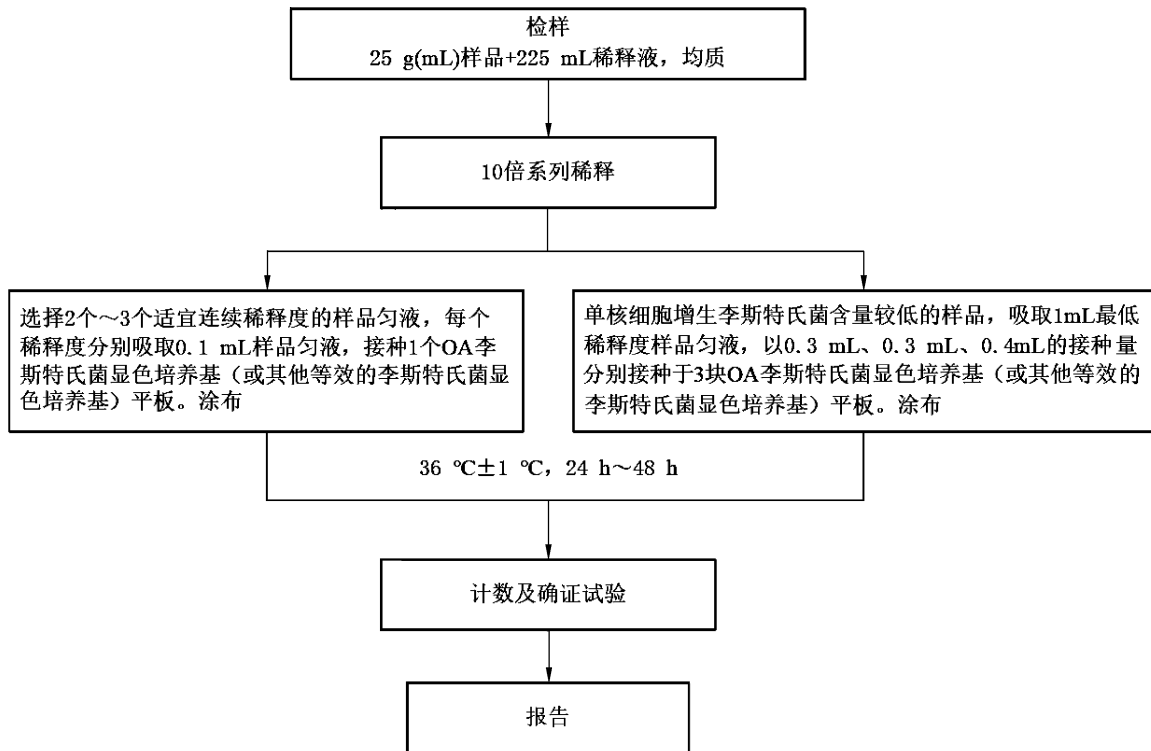 检样
25 g(mL)样品+225 mL稀释液，均质
10倍系列稀释
选择2个～3个适宜连续稀释度的样品匀液，每个
稀释度分别吸取0.1 mL样品匀液，接种1个OA李
斯特氏菌显色培养基（或其他等效的李斯特氏菌显
色培养基）平板。涂布
单核细胞增生李斯特氏菌含量较低的样品，吸取1mL最低
稀释度样品匀液，以0.3 mL、0.3 mL、0.4mL的接种量
分别接种于3块OA李斯特氏菌显色培养基（或其他等效的
李斯特氏菌显色培养基）平板。涂布
36 ℃±1 ℃，24 h～48 h
计数及确证试验
报告